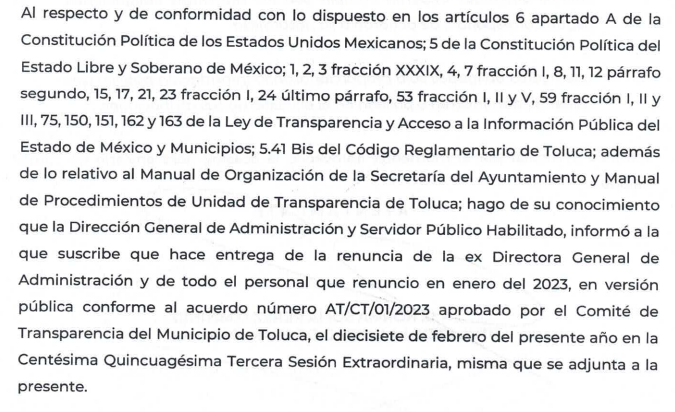 Al respecto y de conformidad con lo dispuesto en los artículos 6 apartado A de la
Constitución Política de los Estados Unidos Mexicanos; 5 de la Constitución Política del
Estado Libre y Soberano de México; 1, 2, 3 fracción XXXIX, 4, 7 fracción I, 8, 11, 12 párrafo
segundo, 15, 17, 21, 23 fracción I, 24 último párrafo, 53 fracción I, II y V, 59 fracción I, II y
III, 75, 150, 151, 162 y 163 de la Ley de Transparencia y Acceso a la Información Pública del
Estado de México y Municipios; 5.41 Bis del Código Reglamentario de Toluca; además
de lo relativo al Manual de Organización de la Secretaría del Ayuntamiento y Manual
de Procedimientos de Unidad de Transparencia de Toluca; hago de su conocimiento
que la Dirección General de Administración y Servidor Público Habilitado, informó a la
que suscribe que hace entrega de la renuncia de la ex Directora General de
Administración y de todo el personal que renuncio en enero del 2023, en versión
pública conforme al acuerdo número AT/CT/01/2023 aprobado por el Comité de
Transparencia del Municipio de Toluca, el diecisiete de febrero del presente año en la
Centésima Quincuagésima Tercera Sesión Extraordinaria, misma que se adjunta a la
presente.